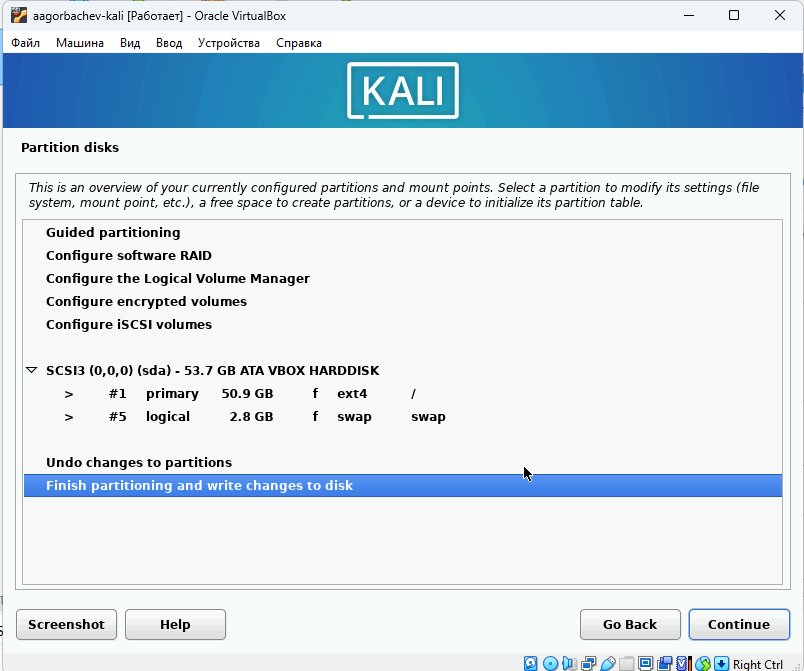 aagorbachev-kali [Работает] - Oracle VirtualBox
Файл Машина Вид Ввод Устройства Справка
KALI
Partition disks
This is an overview of your currently configured partitions and mount points. Select a partition to modify its settings (file
system, mount point, etc.), a free space to create partitions, or a device to initialize its partition table.
Guided partitioning
Configure software RAID
Configure the Logical Volume Manager
Configure encrypted volumes
Configure iSCSI volumes
SCSI3 (0,0,0) (sda) - 53.7 GB ATA VBOX HARDDISK
> #1 primary 50.9 GB f ext4 /
> #5 logical 2.8 GB f swap swap
Undo changes to partitions
Finish partitioning and write changes to disk
Screenshot Help Go Back Continue
Right Ctrl